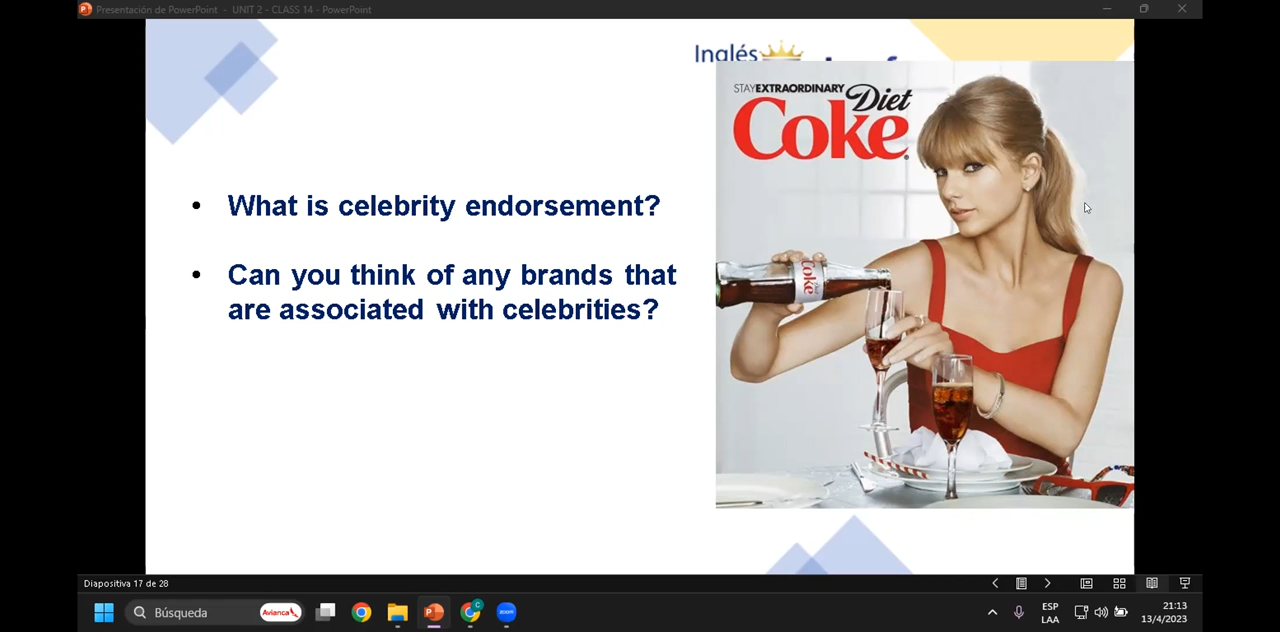 Presentación de PowerPoint - UNIT 2 - CLASS 14 - PowerPoint
Inglés
STAYEXTRAORDINARY
Diet
Coke
• What is celebrity endorsement?
• Can you think of any brands that
are associated with celebrities?
Coke
Diapositiva 17 de 28
Búsqueda
Avianca
zoom
ESP
LAA
21:13
13/4/2023